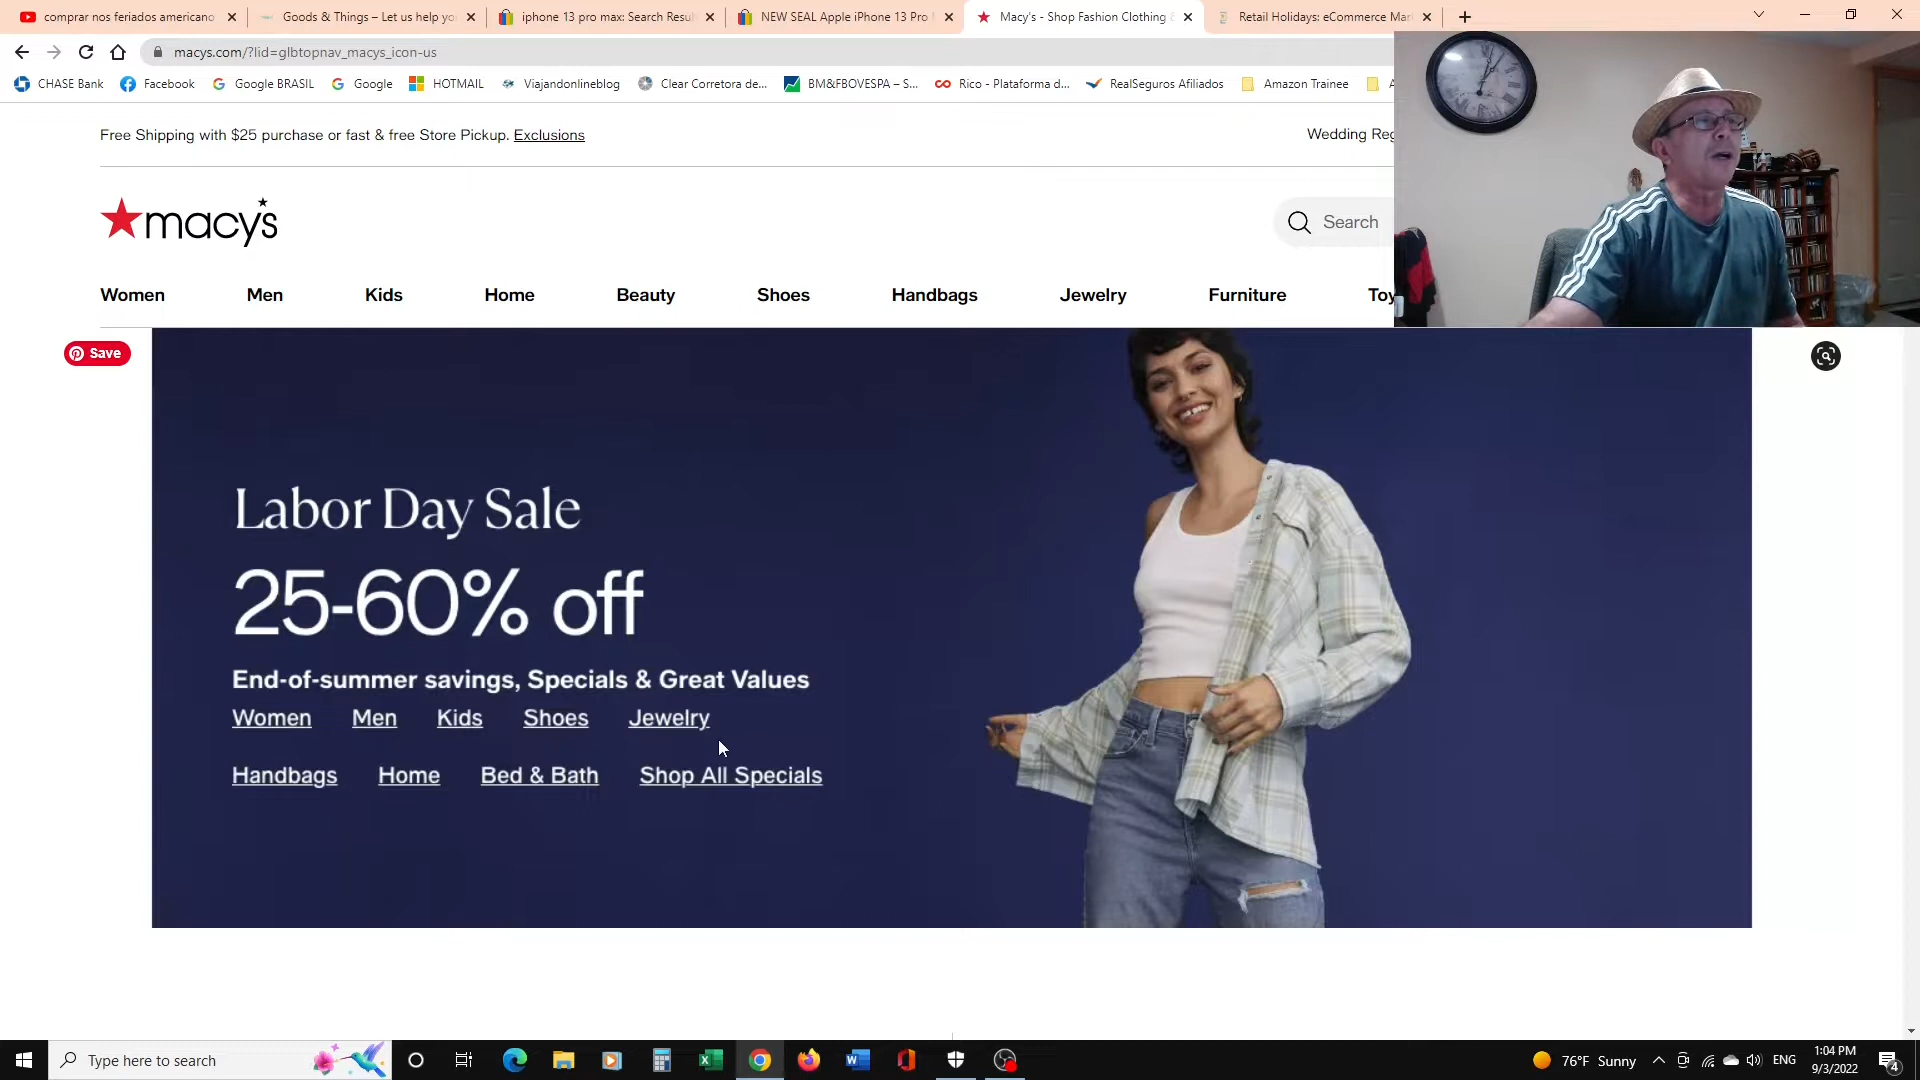 comprar nos feriados americano
Goods & Things – Let us help yo
iphone 13 pro max: Search Resu
NEW SEAL Apple iPhone 13 Pro
Macy's - Shop Fashion Clothing
Retail Holidays: eCommerce Mar
macys.com/?lid=glbtopnav_macys_icon-us
CHASE Bank
Facebook
Google BRASIL
Google
HOTMAIL
Viajandonlineblog
Clear Corretora de...
BM&FBOVESPA – S...
Rico - Plataforma d...
RealSeguros Afiliados
Amazon Trainee
A
Free Shipping with $25 purchase or fast & free Store Pickup. Exclusions
Wedding Reg
macy's
Search
Women Men Kids Home Beauty Shoes Handbags Jewelry Furniture Toy
Save
Labor Day Sale
25-60% off
End-of-summer savings, Specials & Great Values
Women Men Kids Shoes Jewelry
Handbags Home Bed & Bath Shop All Specials
Type here to search
76°F Sunny
ENG
1:04 PM
9/3/2022
4